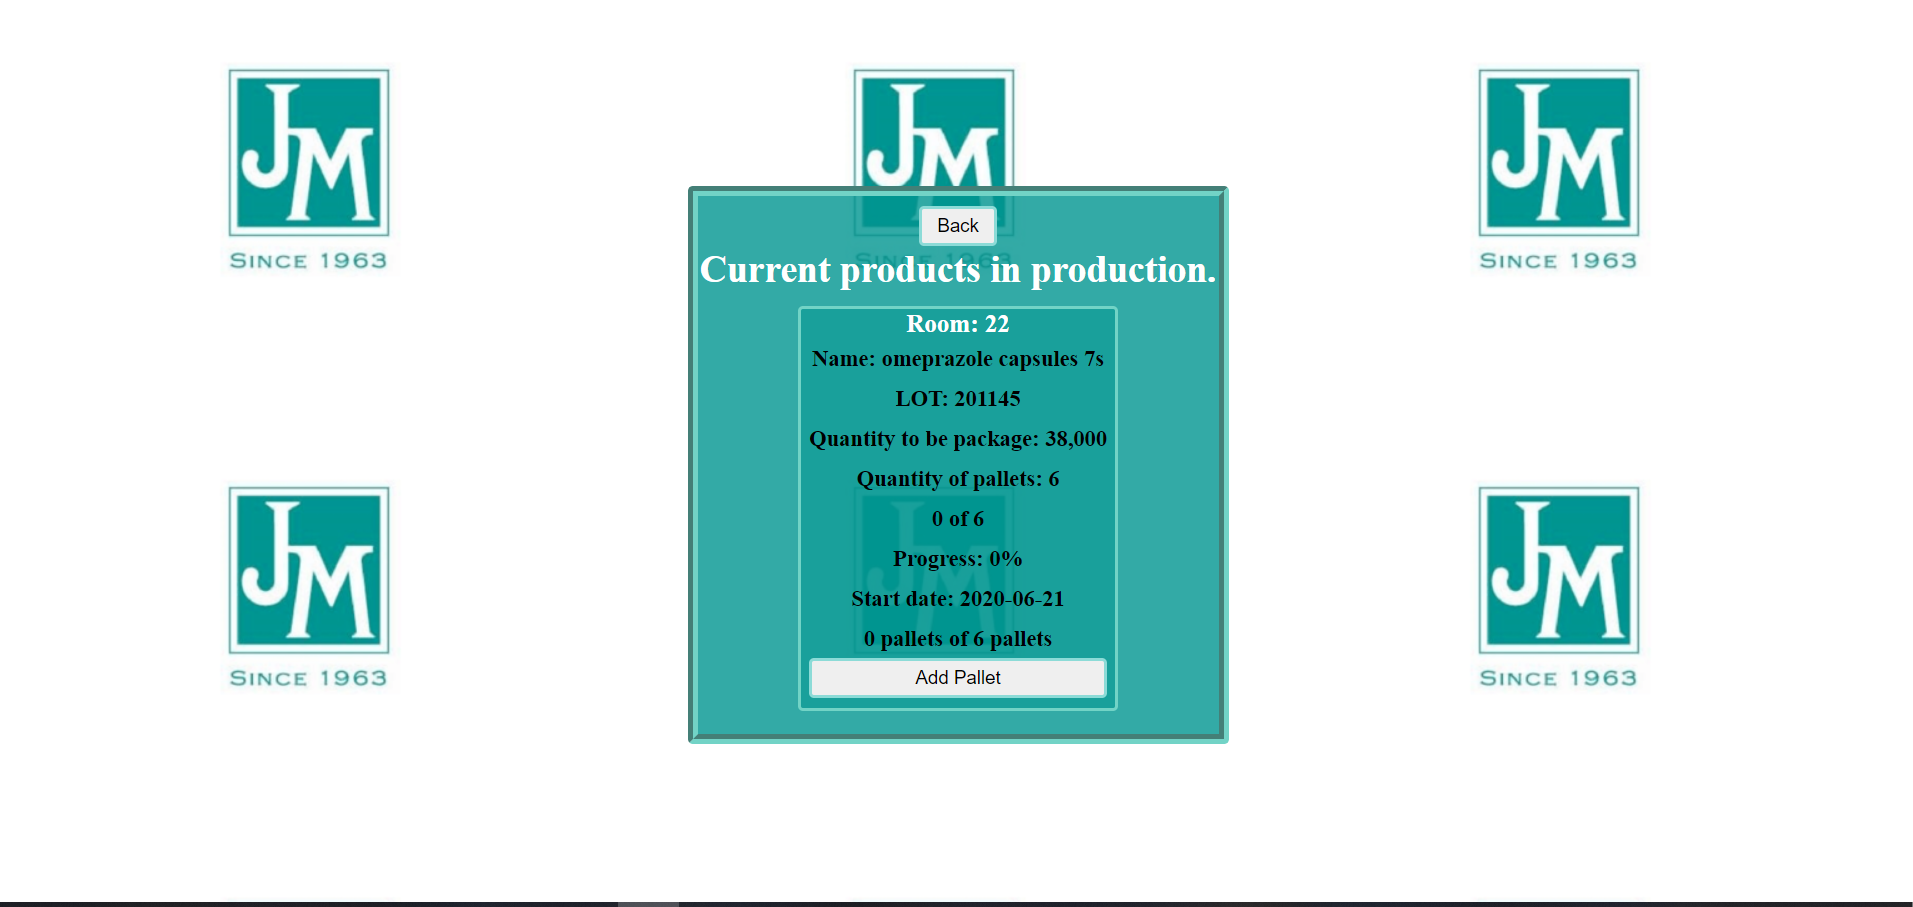 JM
SINCE 1963
JM
SINCE 1963
JM
SINCE 1963
Back
Current products in production.
Room: 22
Name: omeprazole capsules 7s
LOT: 201145
Quantity to be package: 38,000
Quantity of pallets: 6
0 of 6
Progress: 0%
Start date: 2020-06-21
0 pallets of 6 pallets
Add Pallet
JM
SINCE 1963
JM
SINCE 1963